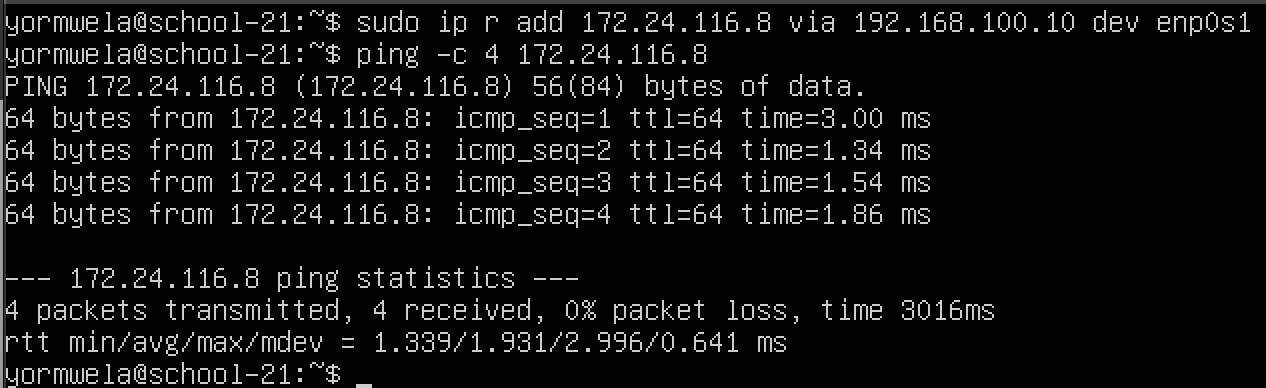 yormwela@school-21:~$ sudo ip r add 172.24.116.8 via 192.168.100.10 dev enp0s1
yormwela@school-21:~$ ping -c 4 172.24.116.8
PING 172.24.116.8 (172.24.116.8) 56(84) bytes of data.
64 bytes from 172.24.116.8: icmp_seq=1 ttl=64 time=3.00 ms
64 bytes from 172.24.116.8: icmp_seq=2 ttl=64 time=1.34 ms
64 bytes from 172.24.116.8: icmp_seq=3 ttl=64 time=1.54 ms
64 bytes from 172.24.116.8: icmp_seq=4 ttl=64 time=1.86 ms
--- 172.24.116.8 ping statistics ---
4 packets transmitted, 4 received, 0% packet loss, time 3016ms
rtt min/avg/max/mdev = 1.339/1.931/2.996/0.641 ms
yormwela@school-21:~$ _